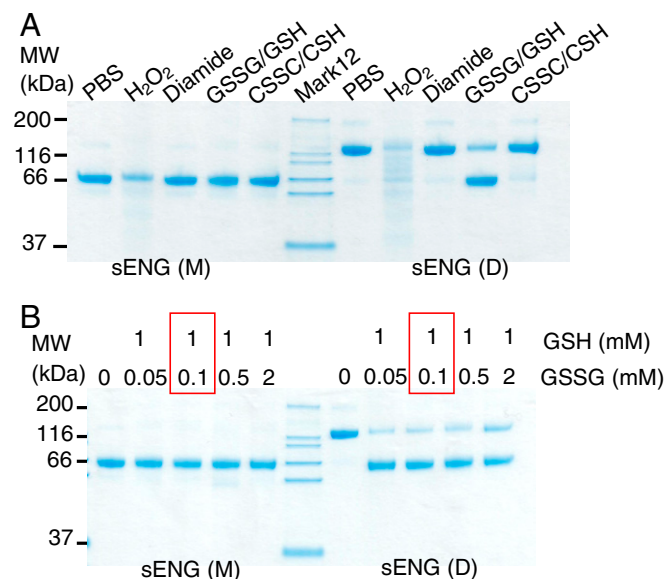 A
MW
(kDa)
PBS H₂O₂ Diamide GSSG/GSH CSSC/CSH Mark12 PBS H₂O₂ Diamide GSSG/GSH CSSC/CSH
200
116
66
37
sENG (M) sENG (D)
B
MW 1 1 1 1 1 1 1 1 GSH (mM)
(kDa) 0 0.05 0.1 0.5 2 0 0.05 0.1 0.5 2 GSSG (mM)
200
116
66
37
sENG (M) sENG (D)